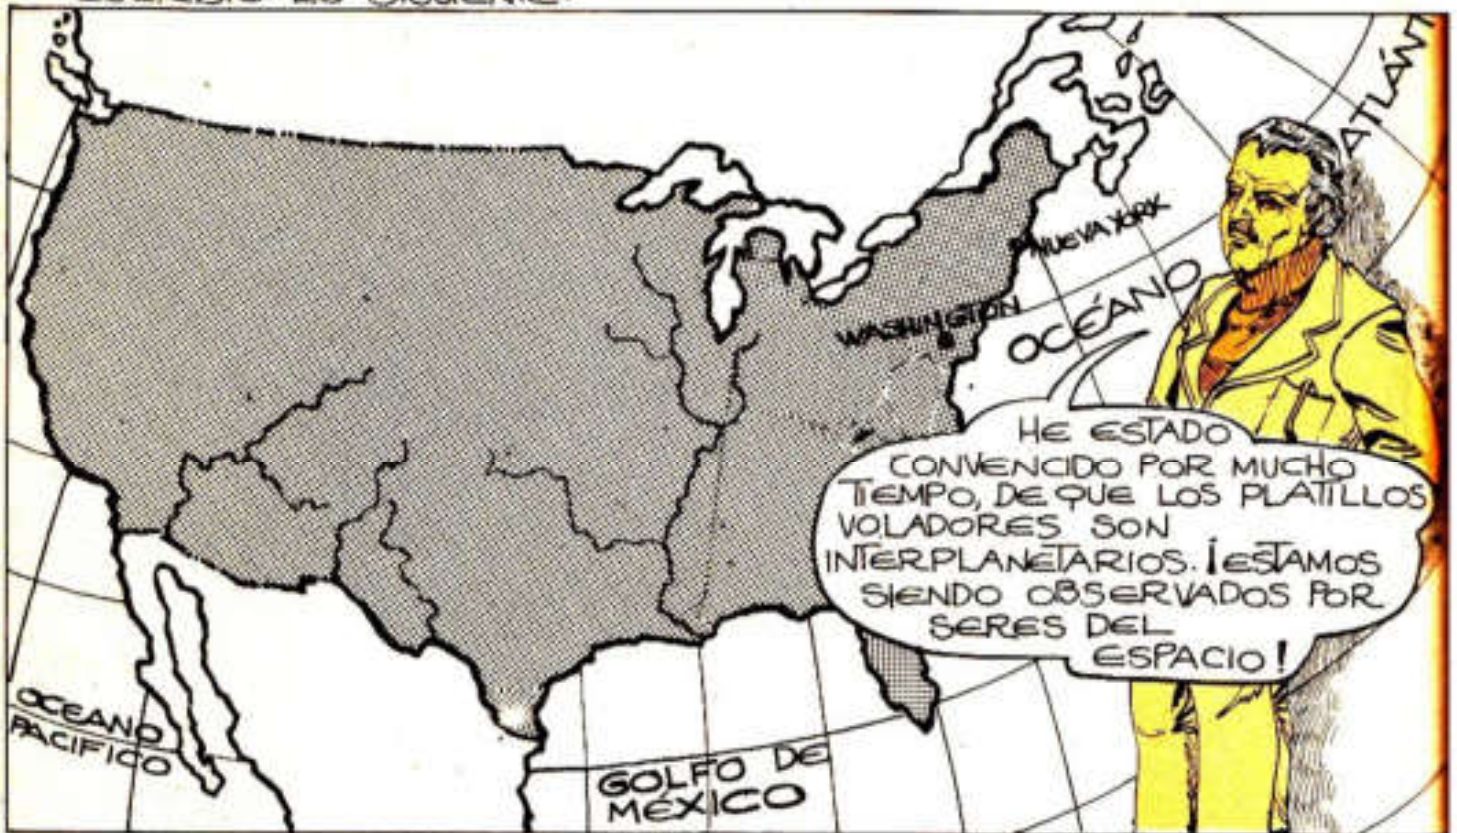 ATLÁNT
NUEVA YORK
WASHINGTON
OCÉANO
HE ESTADO
CONVENCIDO POR MUCHO
TIEMPO, DE QUE LOS PLATILLOS
VOLADORES SON
INTERPLANETARIOS. ¡ESTAMOS
SIENDO OBSERVADOS POR
SERES DEL
ESPACIO!
OCEANO
PACIFICO
GOLFO DE
MÉXICO